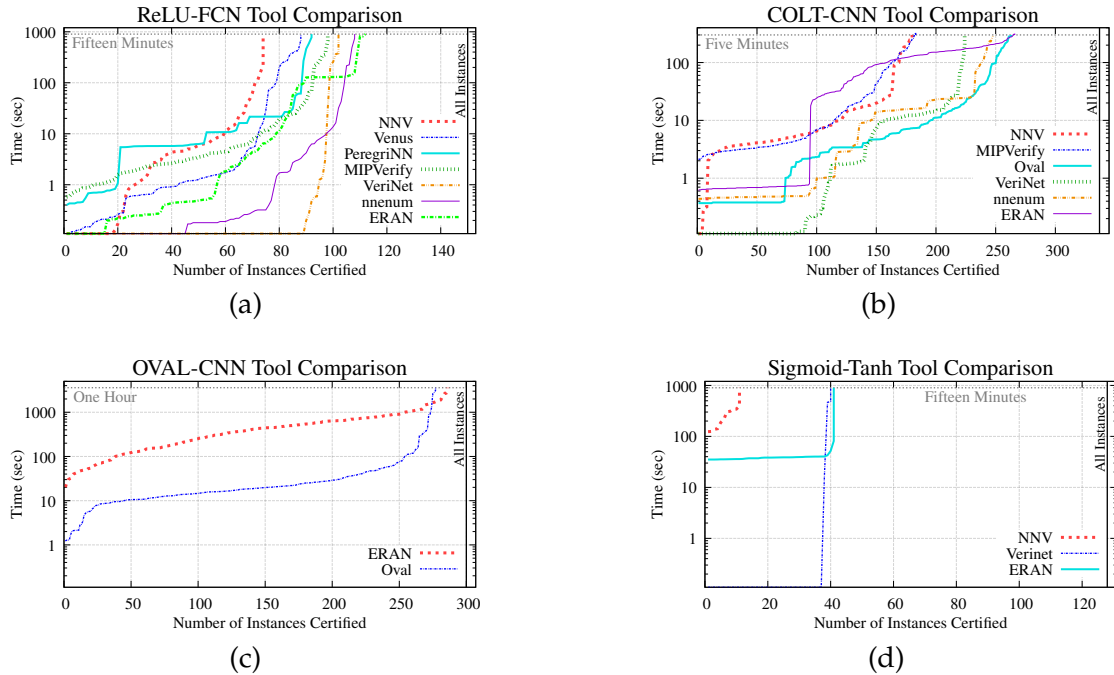 ReLU-FCN Tool Comparison
1000
100
10
1
Fifteen Minutes
Time (sec)
NNV
Venus
PeregriNN
MIPVerify
VeriNet
nnenum
ERAN
All Instances
0 20 40 60 80 100 120 140
Number of Instances Certified
(a)
COLT-CNN Tool Comparison
100
10
1
Five Minutes
Time (sec)
NNV
MIPVerify
Oval
VeriNet
nnenum
ERAN
All Instances
0 50 100 150 200 250 300
Number of Instances Certified
(b)
OVAL-CNN Tool Comparison
1000
100
10
1
One Hour
Time (sec)
ERAN
Oval
All Instances
0 50 100 150 200 250 300
Number of Instances Certified
(c)
Sigmoid-Tanh Tool Comparison
1000
100
10
1
Fifteen Minutes
Time (sec)
NNV
Verinet
ERAN
All Instances
0 20 40 60 80 100 120
Number of Instances Certified
(d)